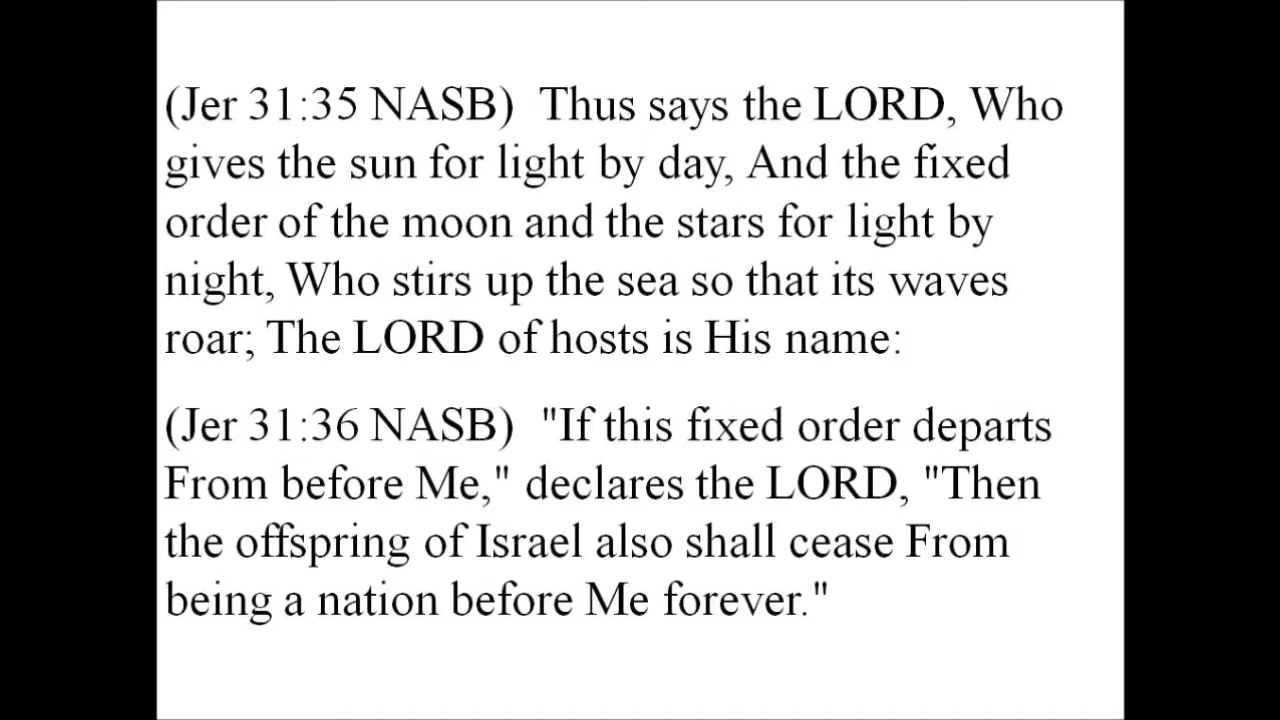 (Jer 31:35 NASB)  Thus says the LORD, Who
gives the sun for light by day, And the fixed
order of the moon and the stars for light by
night, Who stirs up the sea so that its waves
roar; The LORD of hosts is His name:
(Jer 31:36 NASB)  "If this fixed order departs
From before Me," declares the LORD, "Then
the offspring of Israel also shall cease From
being a nation before Me forever."